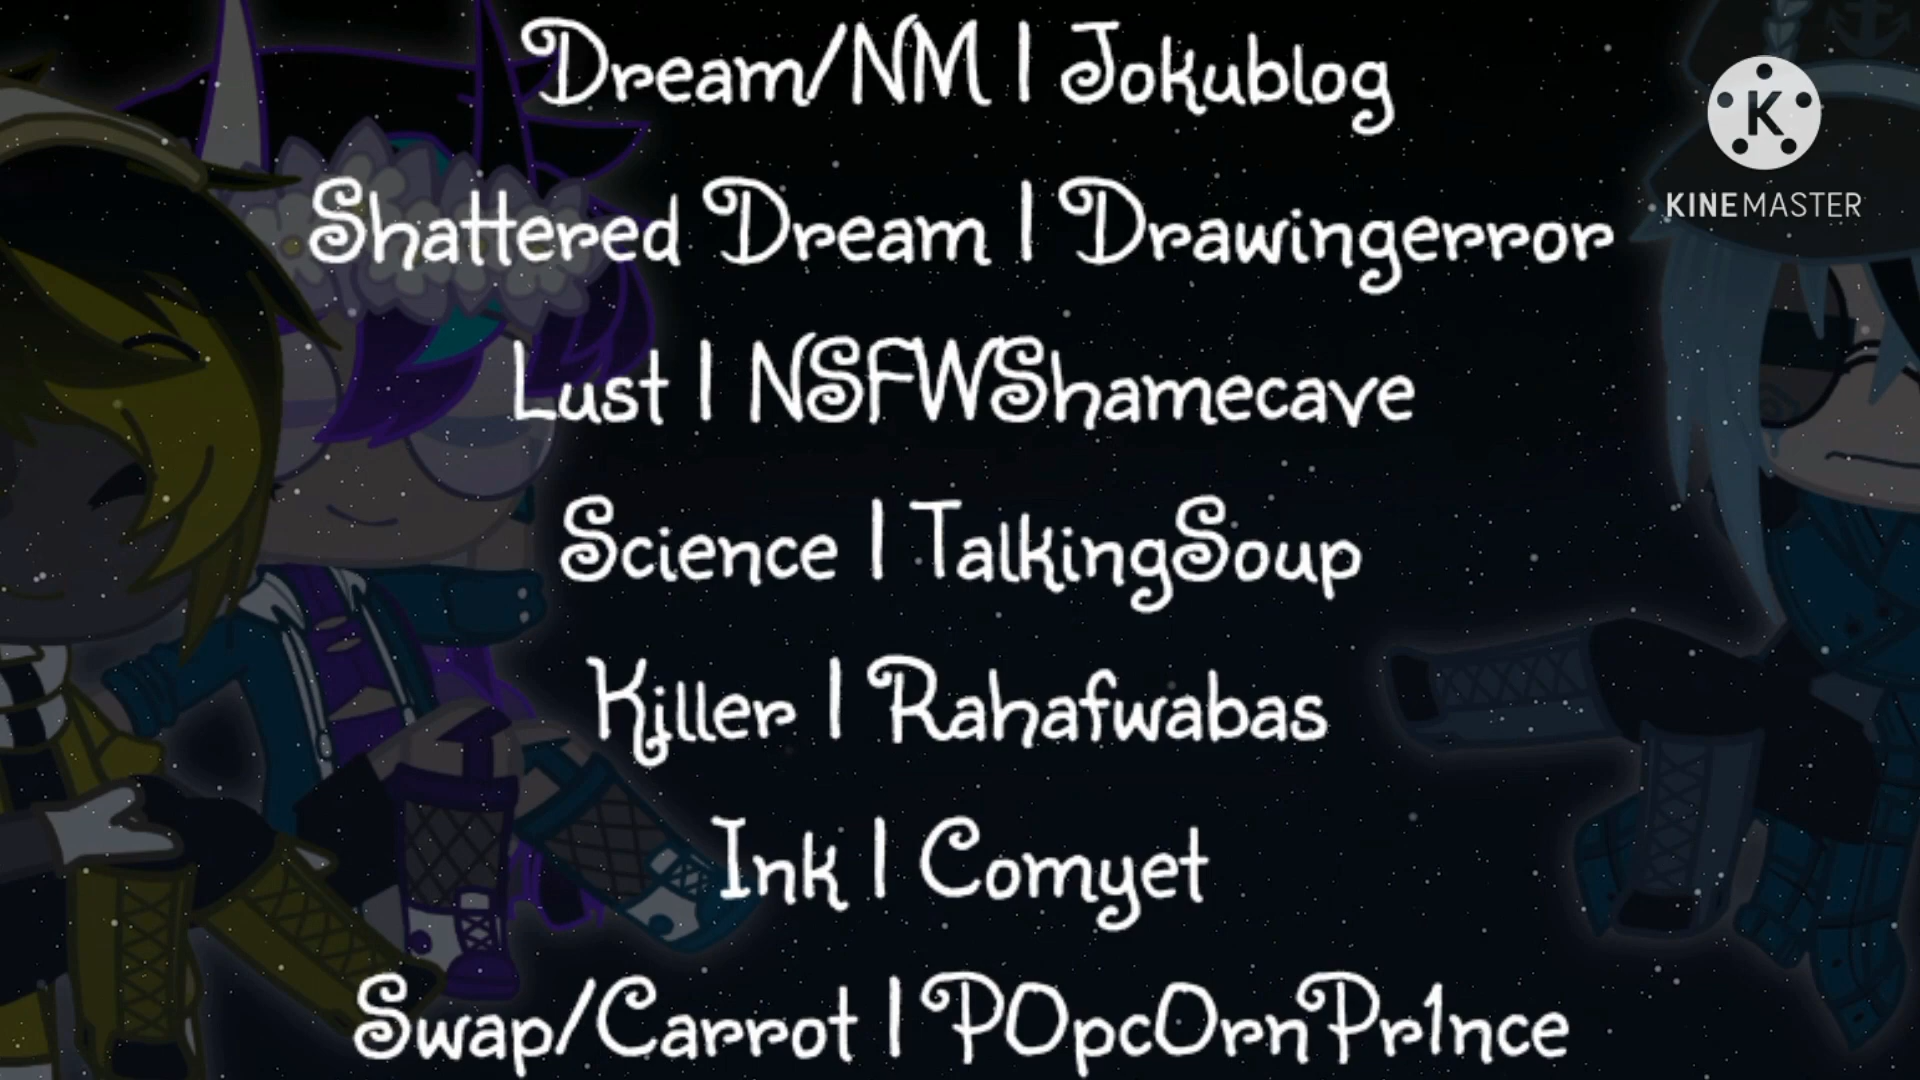 Dream/NM | Jokublog
Shattered Dream | Drawingerror
Lust | NSFWShamecave
Science | TalkingSoup
Killer | Rahafwabas
Ink | Comyet
Swap/Carrot | P0pc0rnPr1nce
K
KINEMASTER